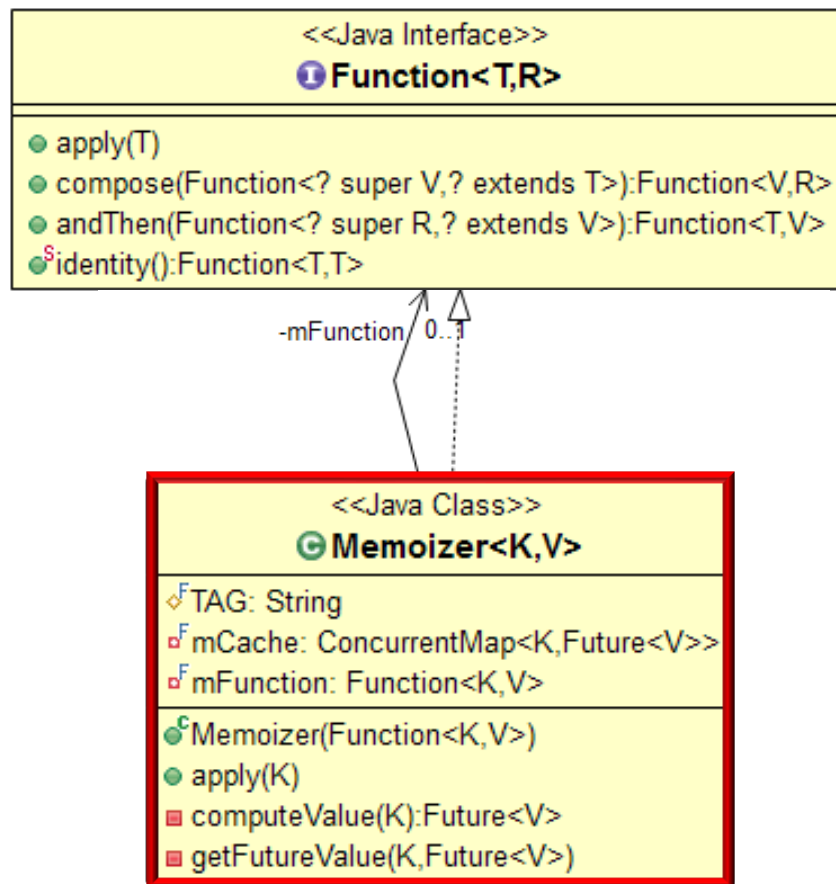 <<Java Interface>>
I Function<T,R>
apply(T)
compose(Function<? super V,? extends T>):Function<V,R>
andThen(Function<? super R,? extends V>):Function<T,V>
S identity():Function<T,T>
-mFunction 0..1
<<Java Class>>
C Memoizer<K,V>
F TAG: String
F mCache: ConcurrentMap<K,Future<V>>
F mFunction: Function<K,V>
C Memoizer(Function<K,V>)
apply(K)
computeValue(K):Future<V>
getFutureValue(K,Future<V>)